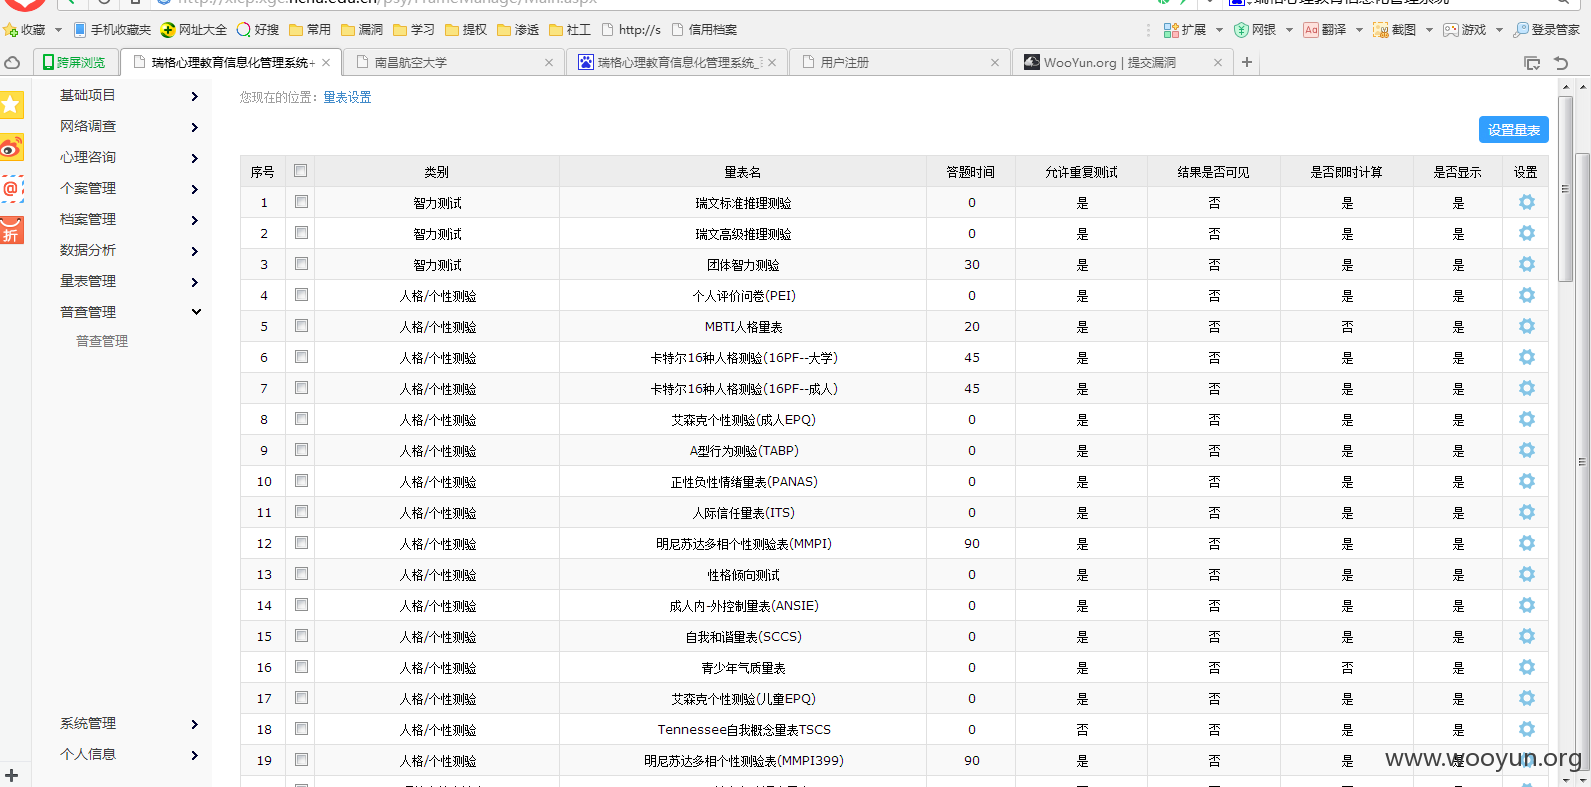 收藏 手机收藏夹 网址大全 好搜 常用 漏洞 学习 提权 渗透 社工 http://s 信用档案 扩展 网银 翻译 截图 游戏 登录管家
跨屏浏览 瑞格心理教育信息化管理系统 南昌航空大学 瑞格心理教育信息化管理系统_ 用户注册 WooYun.org | 提交漏洞
基础项目
网络调查
心理咨询
个案管理
档案管理
数据分析
量表管理
普查管理
普查管理
系统管理
个人信息
您现在的位置：量表设置
设置量表
序号 类别 量表名 答题时间 允许重复测试 结果是否可见 是否即时计算 是否显示 设置
1 智力测试 瑞文标准推理测验 0 是 否 是 是
2 智力测试 瑞文高级推理测验 0 是 否 是 是
3 智力测试 团体智力测验 30 是 否 是 是
4 人格/个性测验 个人评价问卷(PEI) 0 是 否 是 是
5 人格/个性测验 MBTI人格量表 20 是 否 否 是
6 人格/个性测验 卡特尔16种人格测验(16PF--大学) 45 是 否 是 是
7 人格/个性测验 卡特尔16种人格测验(16PF--成人) 45 是 否 是 是
8 人格/个性测验 艾森克个性测验(成人EPQ) 0 是 否 是 是
9 人格/个性测验 A型行为测验(TABP) 0 是 否 是 是
10 人格/个性测验 正性负性情绪量表(PANAS) 0 是 否 是 是
11 人格/个性测验 人际信任量表(ITS) 0 是 否 是 是
12 人格/个性测验 明尼苏达多相个性测验表(MMPI) 90 是 否 是 是
13 人格/个性测验 性格倾向测试 0 是 否 是 是
14 人格/个性测验 成人内-外控制量表(ANSIE) 0 是 否 是 是
15 人格/个性测验 自我和谐量表(SCCS) 0 是 否 是 是
16 人格/个性测验 青少年气质量表 0 是 否 否 是
17 人格/个性测验 艾森克个性测验(儿童EPQ) 0 是 否 是 是
18 人格/个性测验 Tennessee自我概念量表TSCS 0 否 否 是 是
19 人格/个性测验 明尼苏达多相个性测验表(MMPI399) 90 是 否 是 是
www.wooyun.org